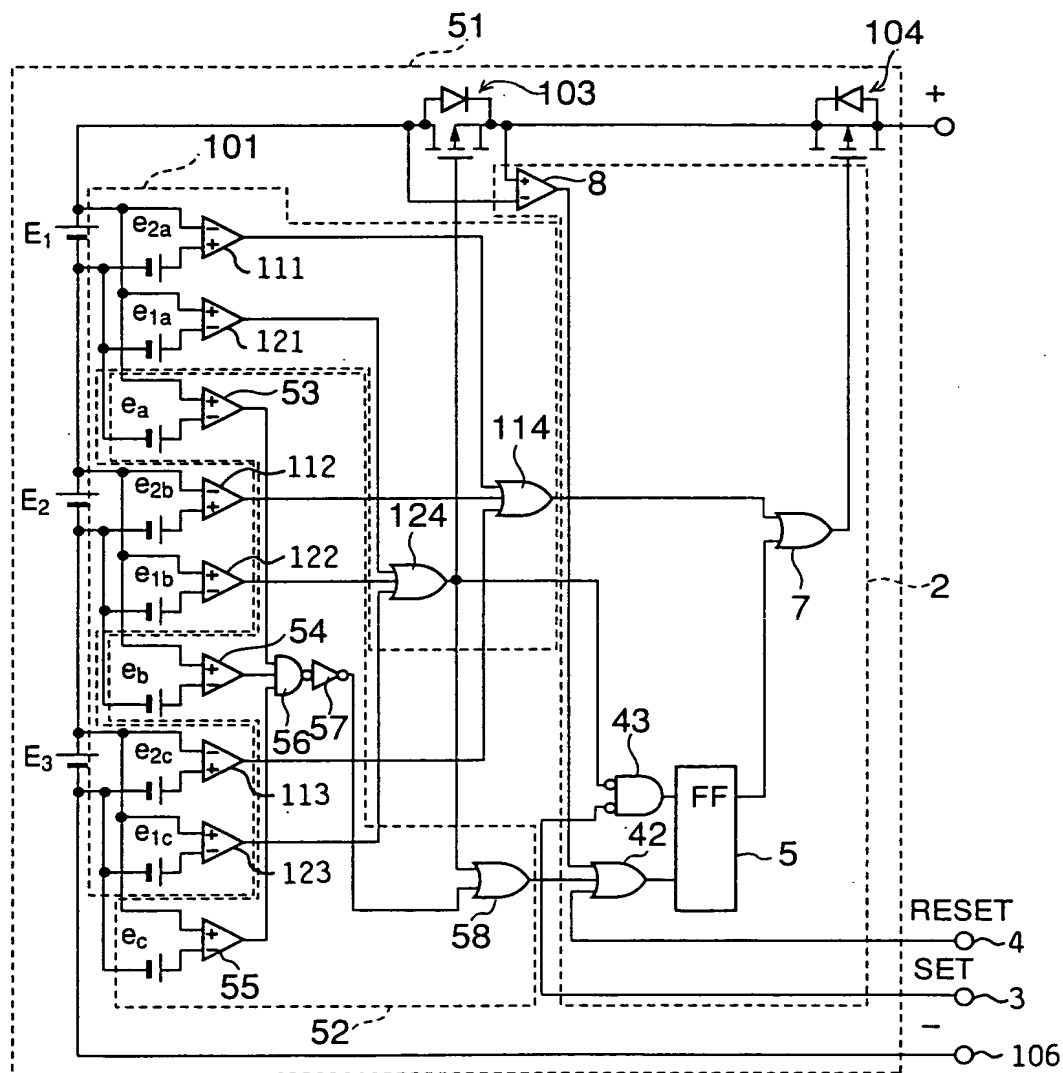 51
103
104
+
101
8
E1
e2a
- +
111
e1a
+ -
121
53
ea
+ -
112
114
E2
e2b
- +
124
122
e1b
+ -
7
2
54
eb
+ -
56
57
43
E3
e2c
- +
113
FF
e1c
+ -
123
42
5
58
RESET
4
ec
+ -
55
SET
3
52
-
106